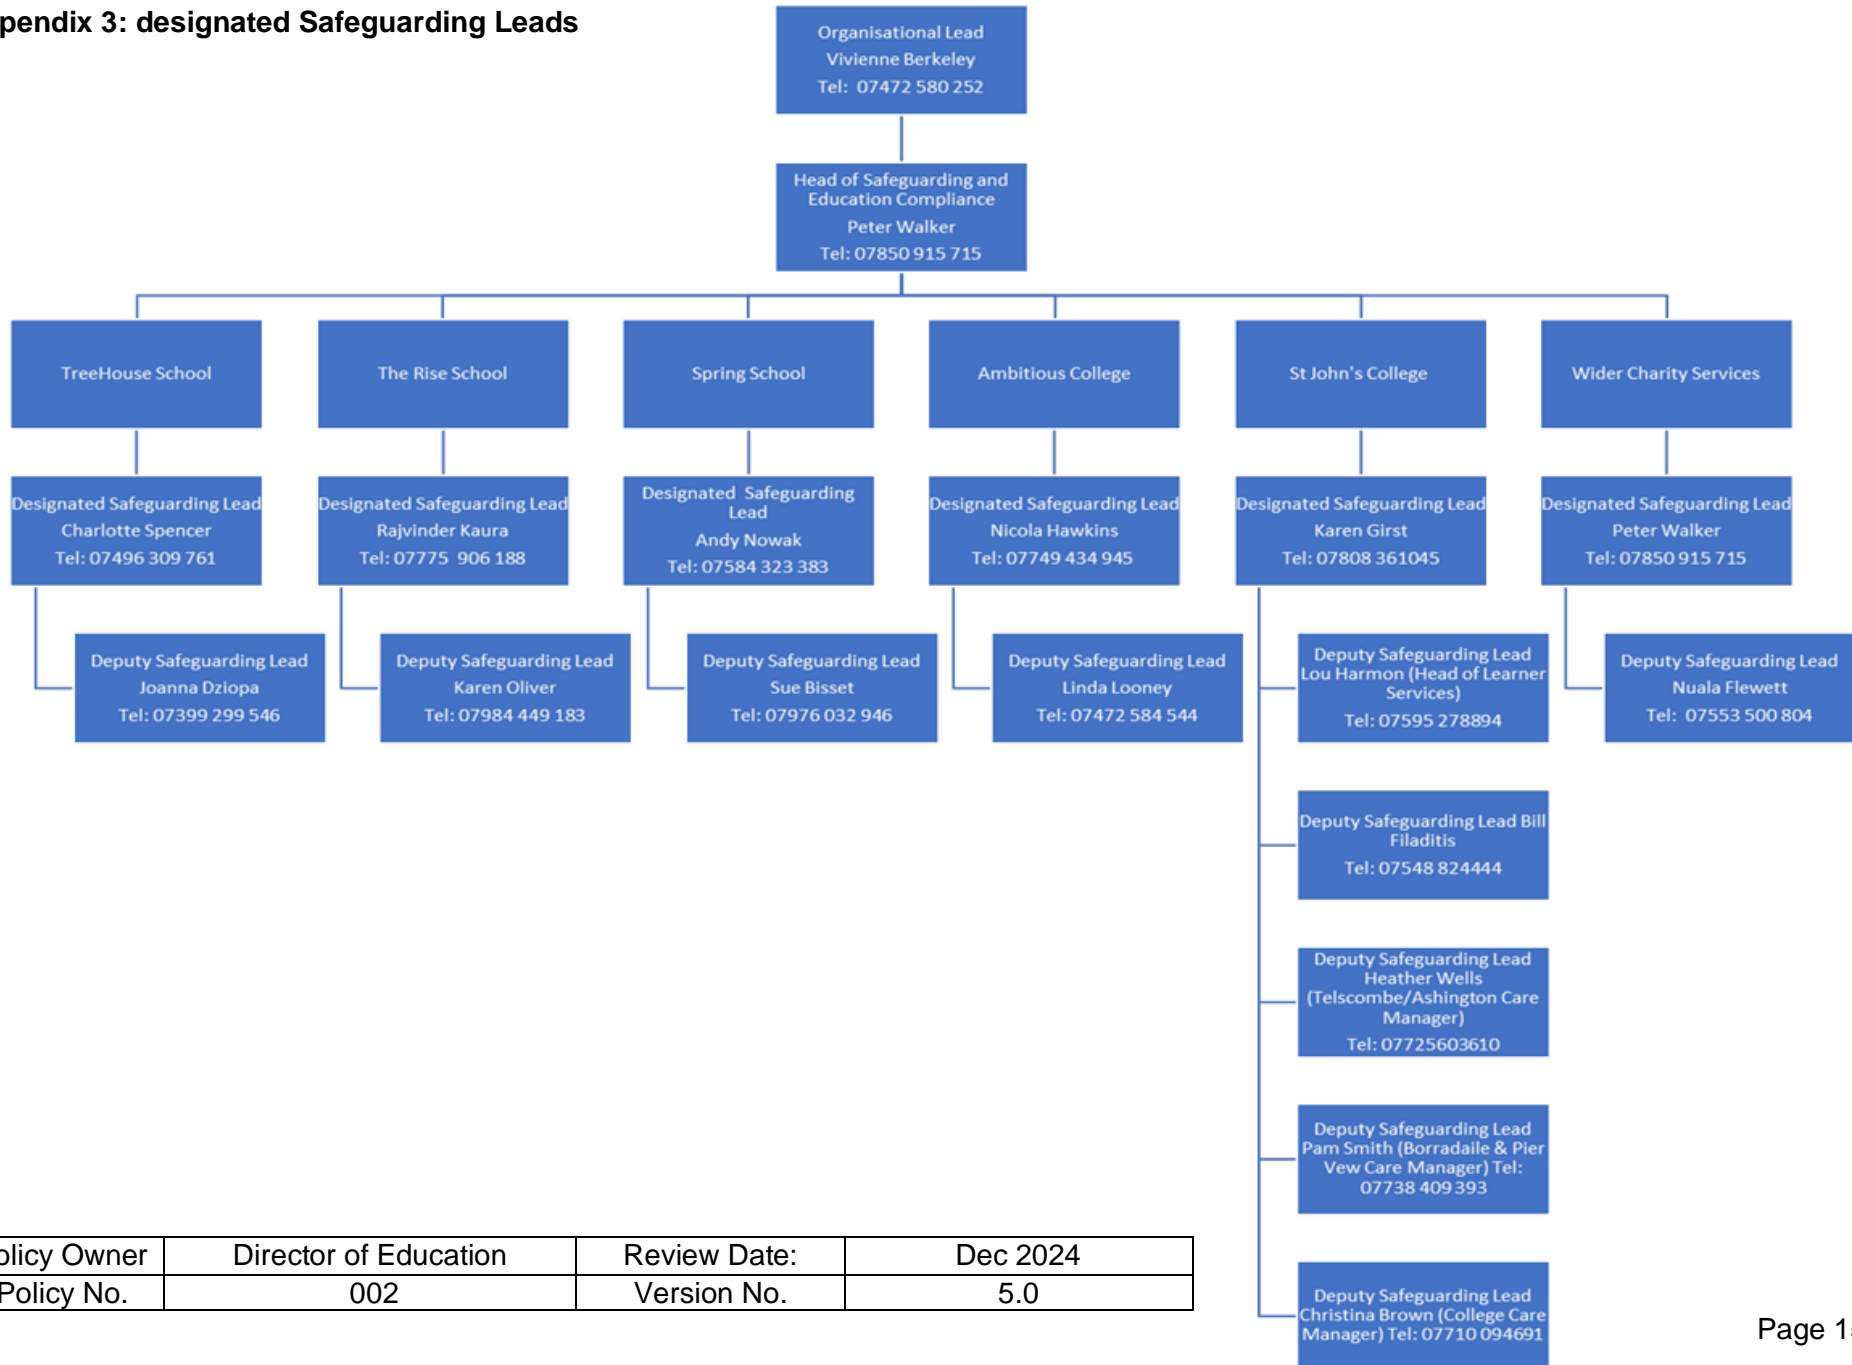 pendix 3: designated Safeguarding Leads
Organisational Lead
Vivienne Berkeley
Tel: 07472 580 252
Head of Safeguarding and
Education Compliance
Peter Walker
Tel: 07850 915 715
TreeHouse School
The Rise School
Spring School
Ambitious College
St John's College
Wider Charity Services
Designated Safeguarding Lead
Charlotte Spencer
Tel: 07496 309 761
Designated Safeguarding Lead
Rajvinder Kaura
Tel: 07775 906 188
Designated Safeguarding
Lead
Andy Nowak
Tel: 07584 323 383
Designated Safeguarding Lead
Nicola Hawkins
Tel: 07749 434 945
Designated Safeguarding Lead
Karen Girst
Tel: 07808 361045
Designated Safeguarding Lead
Peter Walker
Tel: 07850 915 715
Deputy Safeguarding Lead
Joanna Dziopa
Tel: 07399 299 546
Deputy Safeguarding Lead
Karen Oliver
Tel: 07984 449 183
Deputy Safeguarding Lead
Sue Bisset
Tel: 07976 032 946
Deputy Safeguarding Lead
Linda Looney
Tel: 07472 584 544
Deputy Safeguarding Lead
Lou Harmon (Head of Learner
Services)
Tel: 07595 278894
Deputy Safeguarding Lead
Nuala Flewett
Tel: 07553 500 804
Deputy Safeguarding Lead Bill
Filaditis
Tel: 07548 824444
Deputy Safeguarding Lead
Heather Wells
(Telscombe/Ashington Care
Manager)
Tel: 07725603610
Deputy Safeguarding Lead
Pam Smith (Borradaile & Pier
Vew Care Manager) Tel:
07738 409 393
Deputy Safeguarding Lead
Christina Brown (College Care
Manager) Tel: 07710 094691
olicy Owner Director of Education Review Date: Dec 2024
Policy No. 002 Version No. 5.0
Page 1